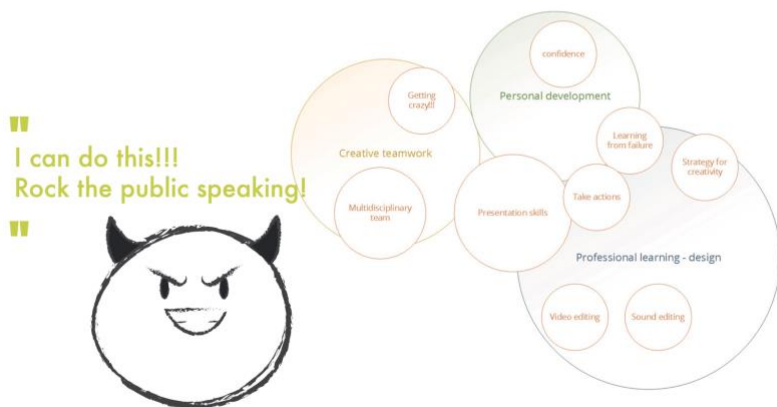 "
I can do this!!!
Rock the public speaking!
"
confidence
Personal development
Getting
crazy!!!
Creative teamwork
Multidisciplinary
team
Learning
from failure
Strategy for
creativity
Take actions
Presentation skills
Professional learning - design
Video editing
Sound editing